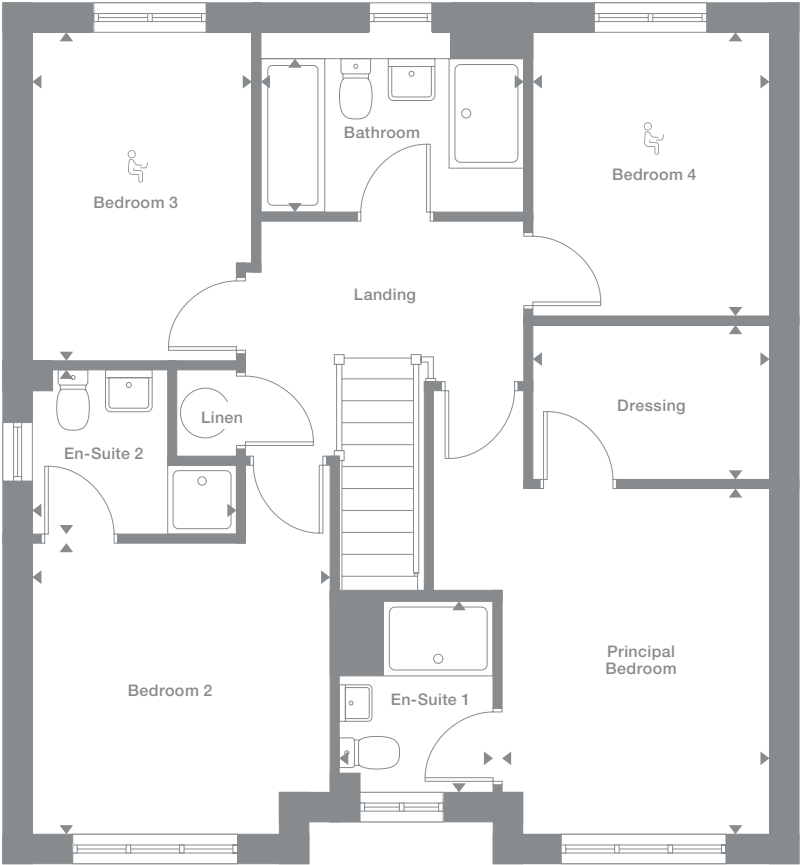 Bathroom
Bedroom 3
Bedroom 4
Landing
Linen
Dressing
En-Suite 2
Principal
Bedroom
Bedroom 2
En-Suite 1